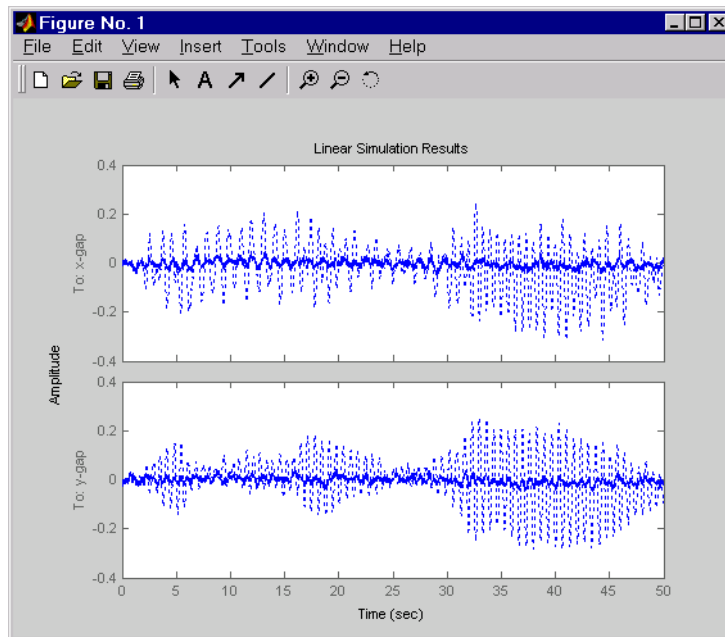 Figure No. 1
File Edit View Insert Tools Window Help
A
Linear Simulation Results
Amplitude
To: x-gap
0.4
0.2
0
-0.2
-0.4
To: y-gap
0.4
0.2
0
-0.2
-0.4
0 5 10 15 20 25 30 35 40 45 50
Time (sec)